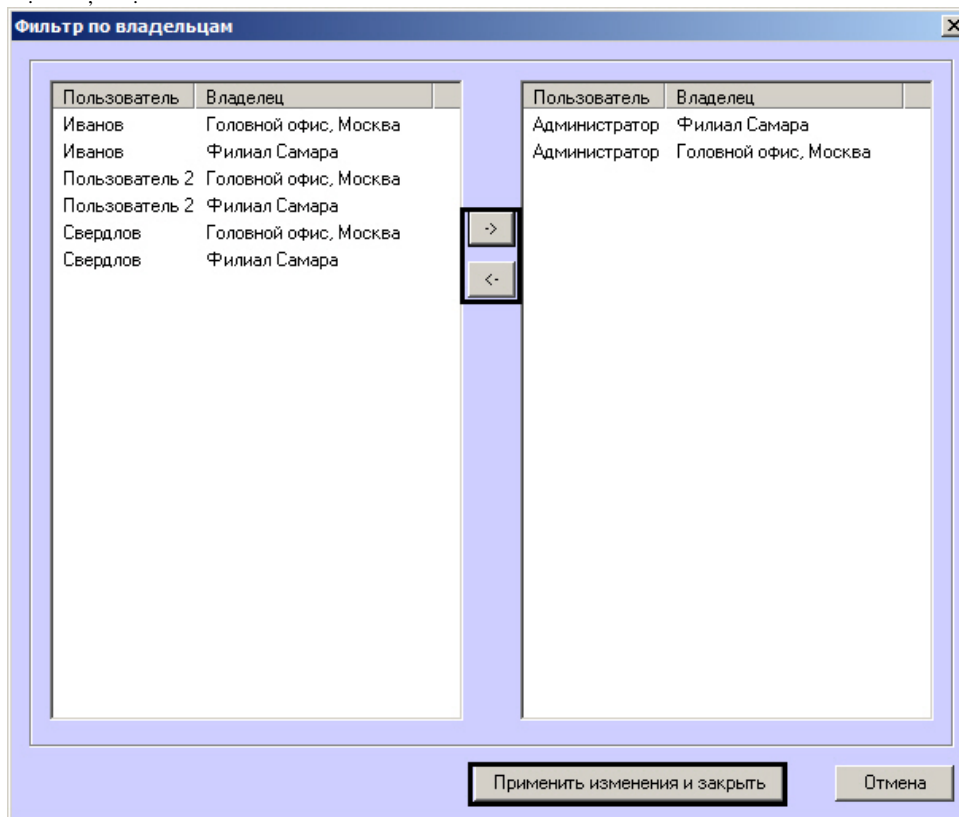 Фильтр по владельцам
Пользователь Владелец
Иванов Головной офис, Москва
Иванов Филиал Самара
Пользователь 2 Головной офис, Москва
Пользователь 2 Филиал Самара
Свердлов Головной офис, Москва
Свердлов Филиал Самара
->
<-
Пользователь Владелец
Администратор Филиал Самара
Администратор Головной офис, Москва
Применить изменения и закрыть Отмена